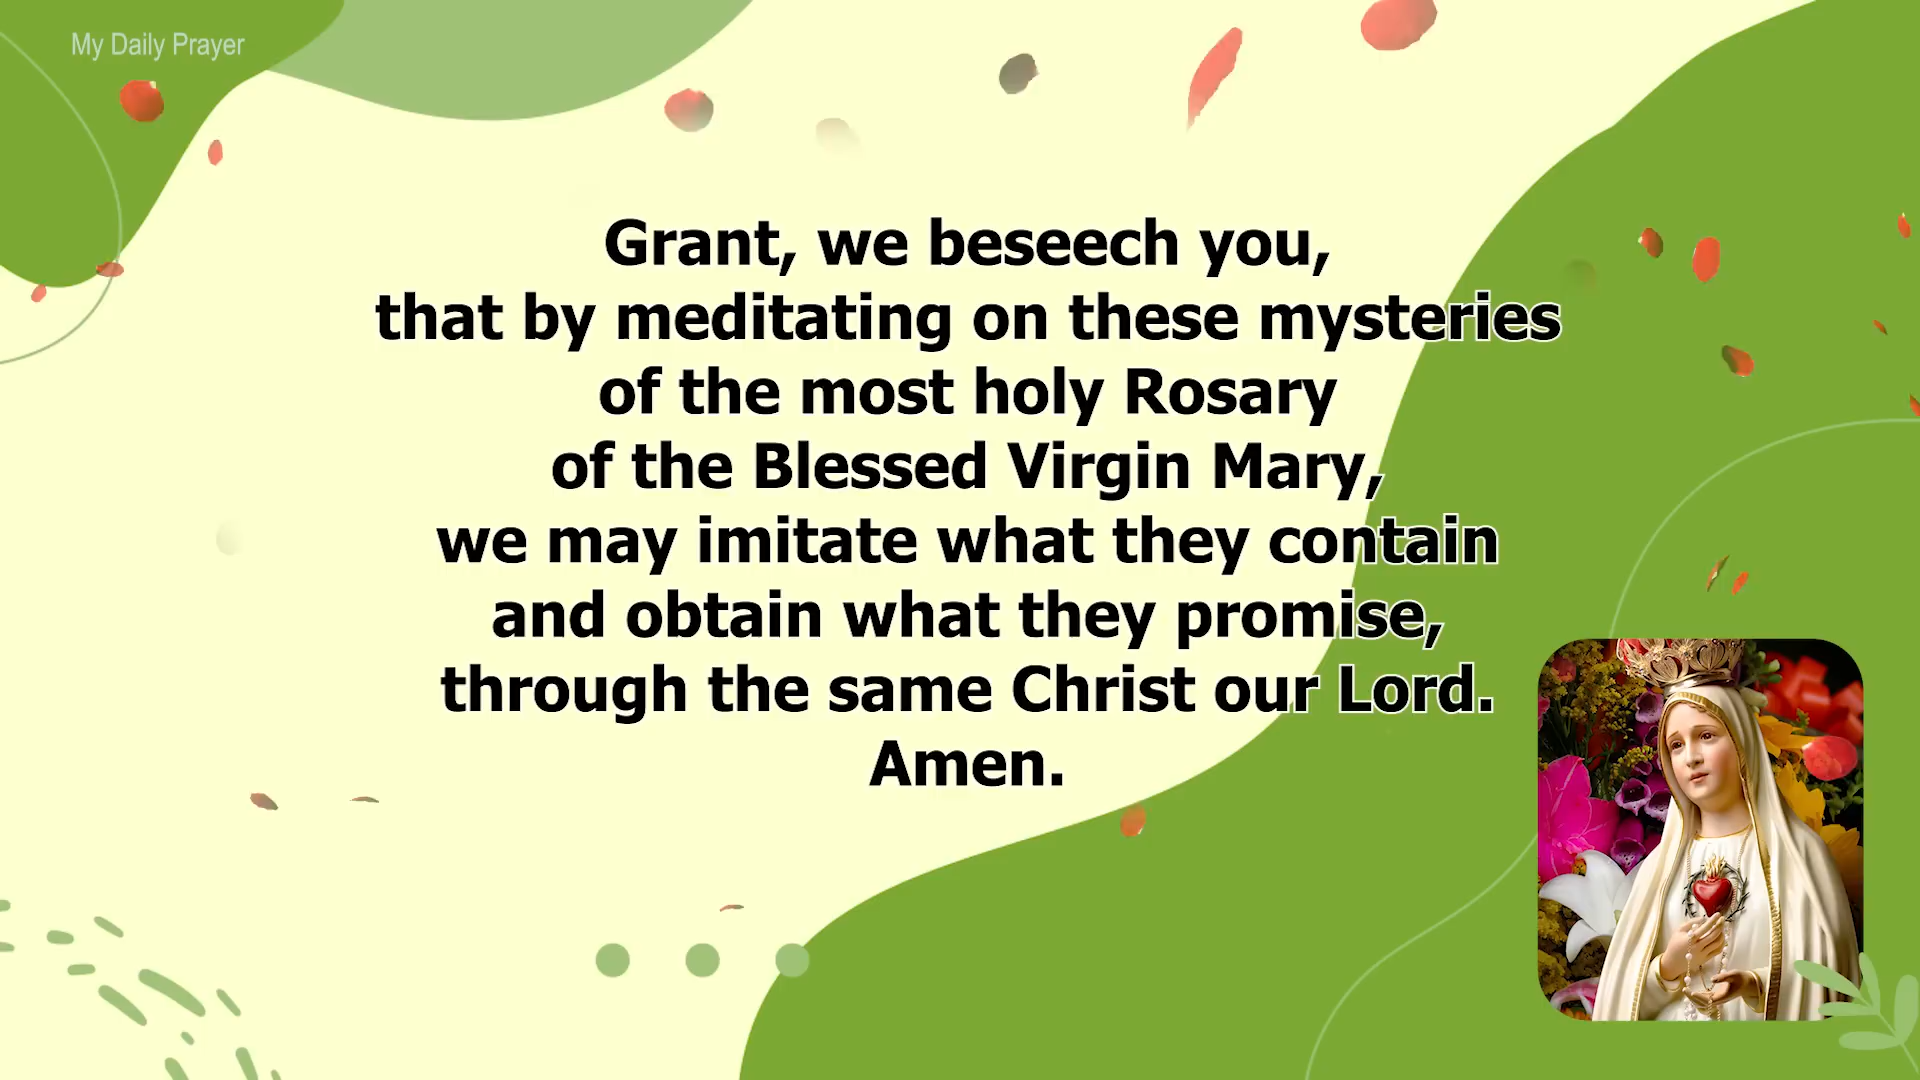 My Daily Prayer
Grant, we beseech you,
that by meditating on these mysteries
of the most holy Rosary
of the Blessed Virgin Mary,
we may imitate what they contain
and obtain what they promise,
through the same Christ our Lord.
Amen.